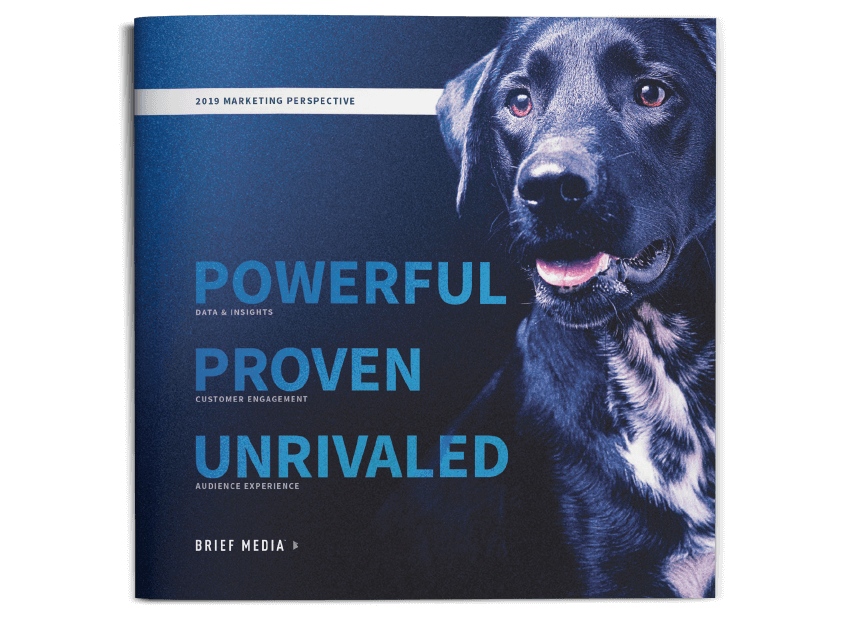 2019 MARKETING PERSPECTIVE
POWERFUL
DATA & INSIGHTS
PROVEN
CUSTOMER ENGAGEMENT
UNRIVALED
AUDIENCE EXPERIENCE
BRIEF MEDIA